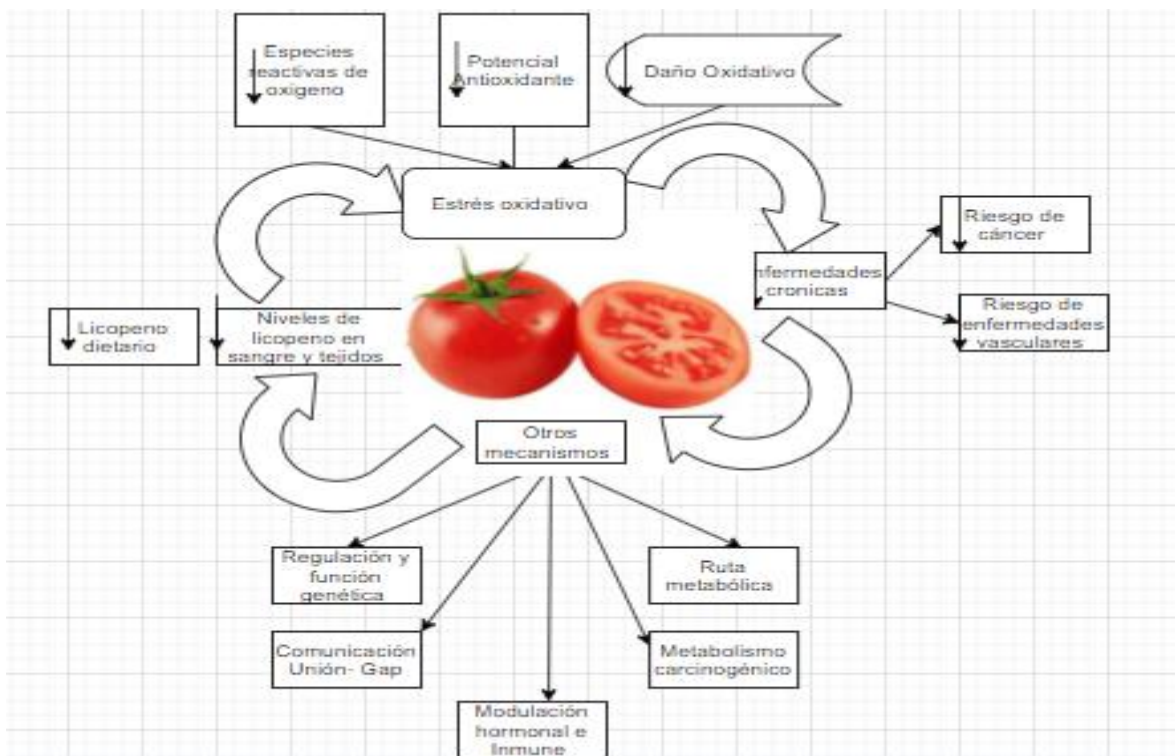 Especies
reactivas de
oxigeno
Potencial
Antioxidante
Daño Oxidativo
Estrés oxidativo
Riesgo de
cáncer
nfermedades
cronicas
Riesgo de
enfermedades
vasculares
Licopeno
dietario
Niveles de
licopeno en
sangre y tejidos
Otros
mecanismos
Regulación y
función
genética
Ruta
metabólica
Comunicación
Unión- Gap
Metabolismo
carcinogénico
Modulación
hormonal e
Inmune